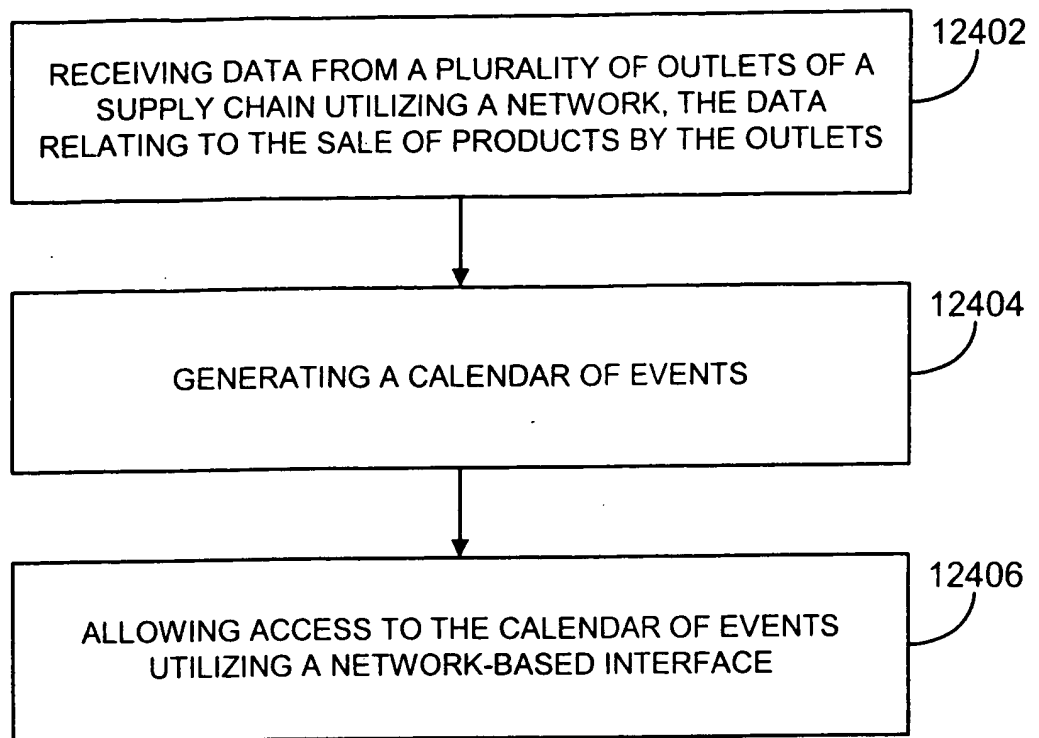 12402
RECEIVING DATA FROM A PLURALITY OF OUTLETS OF A
SUPPLY CHAIN UTILIZING A NETWORK, THE DATA
RELATING TO THE SALE OF PRODUCTS BY THE OUTLETS
12404
GENERATING A CALENDAR OF EVENTS
12406
ALLOWING ACCESS TO THE CALENDAR OF EVENTS
UTILIZING A NETWORK-BASED INTERFACE